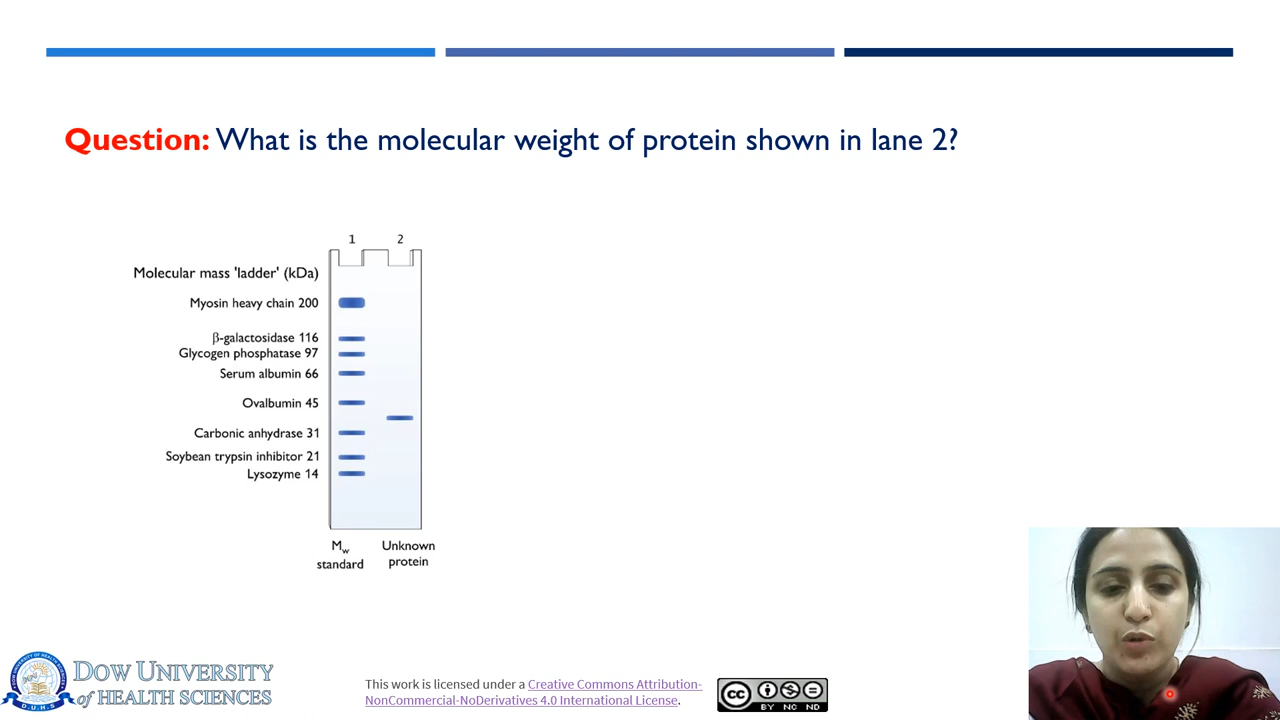 Question: What is the molecular weight of protein shown in lane 2?
1 2
Molecular mass 'ladder' (kDa)
Myosin heavy chain 200
β-galactosidase 116
Glycogen phosphatase 97
Serum albumin 66
Ovalbumin 45
Carbonic anhydrase 31
Soybean trypsin inhibitor 21
Lysozyme 14
Mw standard
Unknown protein
DOW UNIVERSITY
of HEALTH SCIENCES
D.U.H.S
This work is licensed under a Creative Commons Attribution-
NonCommercial-NoDerivatives 4.0 International License.
cc
BY NC ND